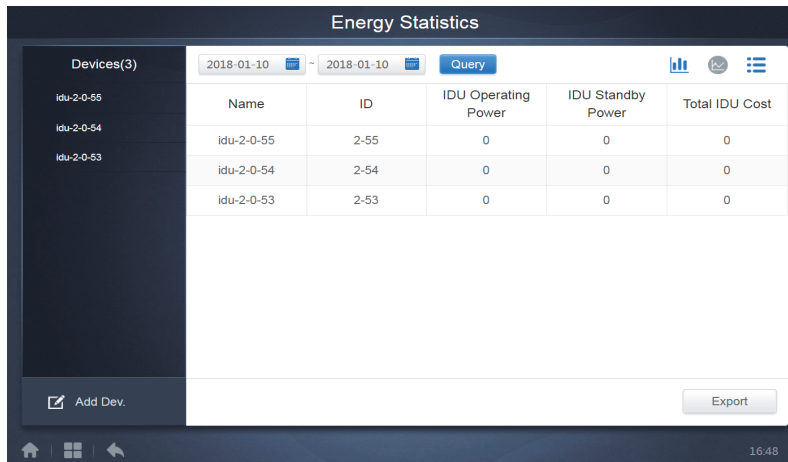 Energy Statistics
Devices(3)
idu-2-0-55
idu-2-0-54
idu-2-0-53
Add Dev.
2018-01-10 ~ 2018-01-10 Query
Name ID IDU Operating Power IDU Standby Power Total IDU Cost
idu-2-0-55 2-55 0 0 0
idu-2-0-54 2-54 0 0 0
idu-2-0-53 2-53 0 0 0
Export
16:48